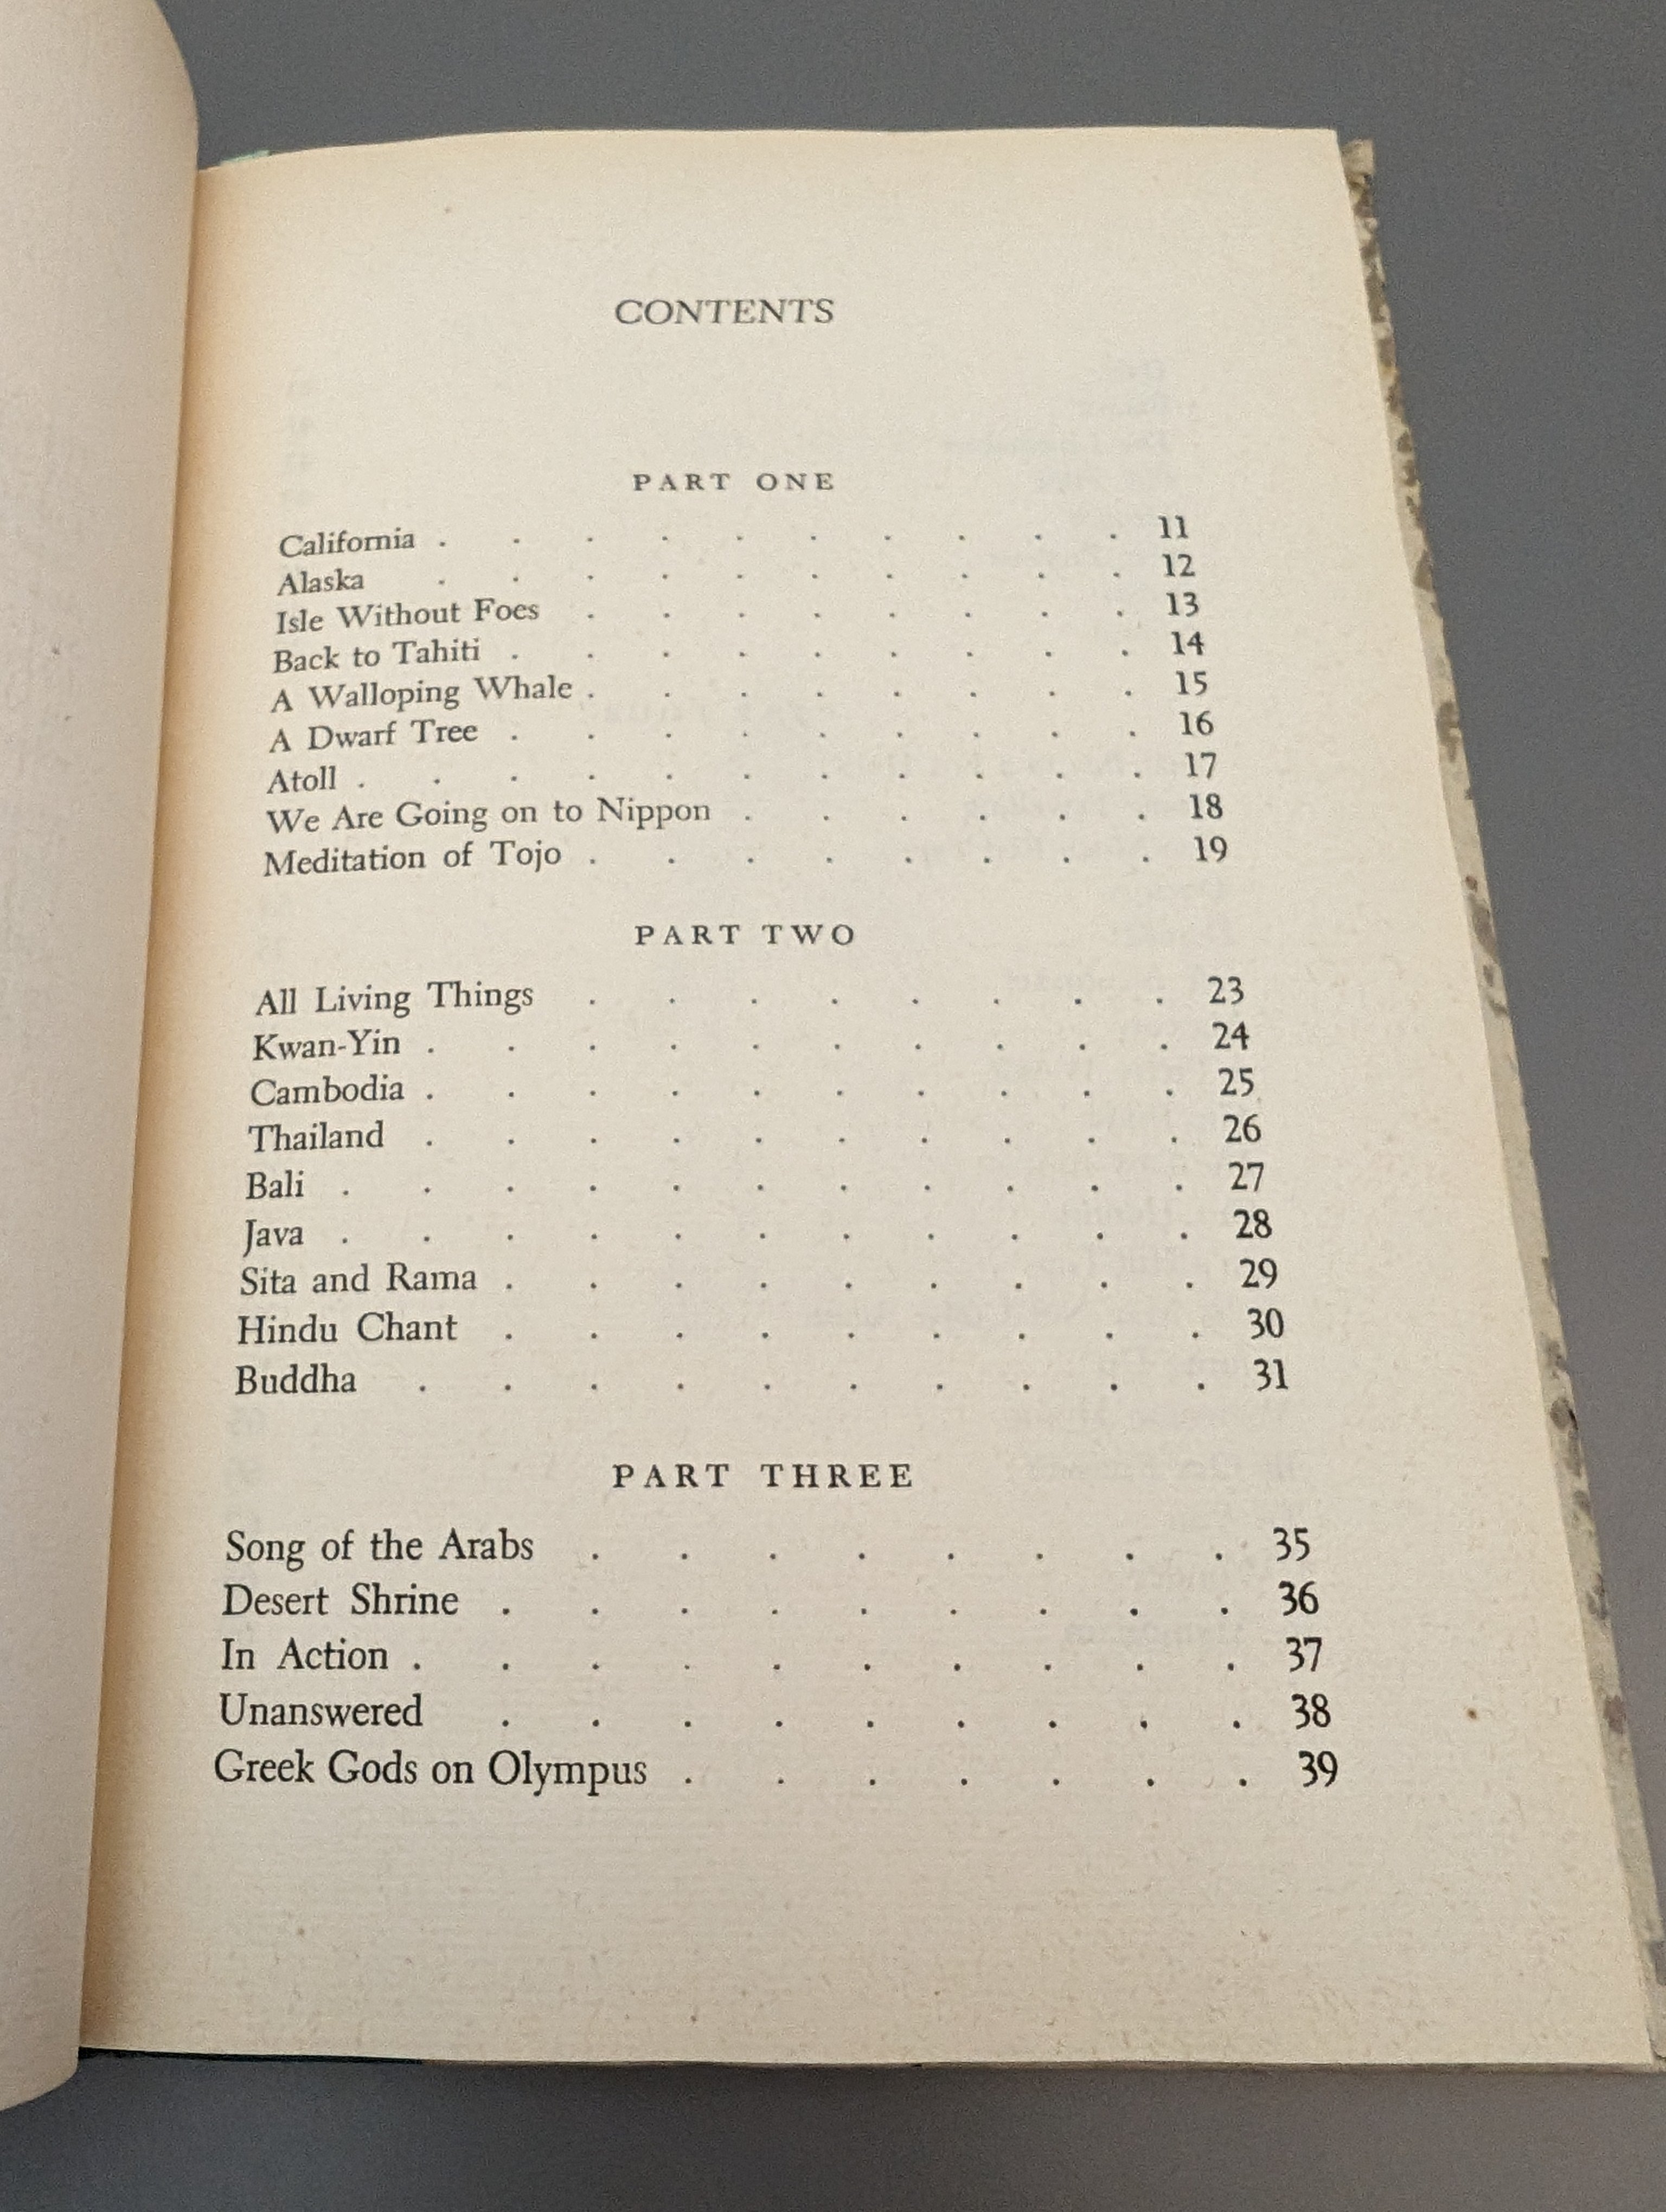 CONTENTS
PART ONE
California . . . . . . . . . . 11
Alaska . . . . . . . . . . 12
Isle Without Foes . . . . . . . . 13
Back to Tahiti . . . . . . . . . 14
A Walloping Whale . . . . . . . . 15
A Dwarf Tree . . . . . . . . . 16
Atoll . . . . . . . . . . . 17
We Are Going on to Nippon . . . . . . 18
Meditation of Tojo . . . . . . . . 19
PART TWO
All Living Things . . . . . . . . 23
Kwan-Yin . . . . . . . . . . 24
Cambodia . . . . . . . . . . 25
Thailand . . . . . . . . . . 26
Bali . . . . . . . . . . . 27
Java . . . . . . . . . . . 28
Sita and Rama . . . . . . . . . 29
Hindu Chant . . . . . . . . . 30
Buddha . . . . . . . . . . 31
PART THREE
Song of the Arabs . . . . . . . . 35
Desert Shrine . . . . . . . . . 36
In Action . . . . . . . . . . 37
Unanswered . . . . . . . . . 38
Greek Gods on Olympus . . . . . . . 39